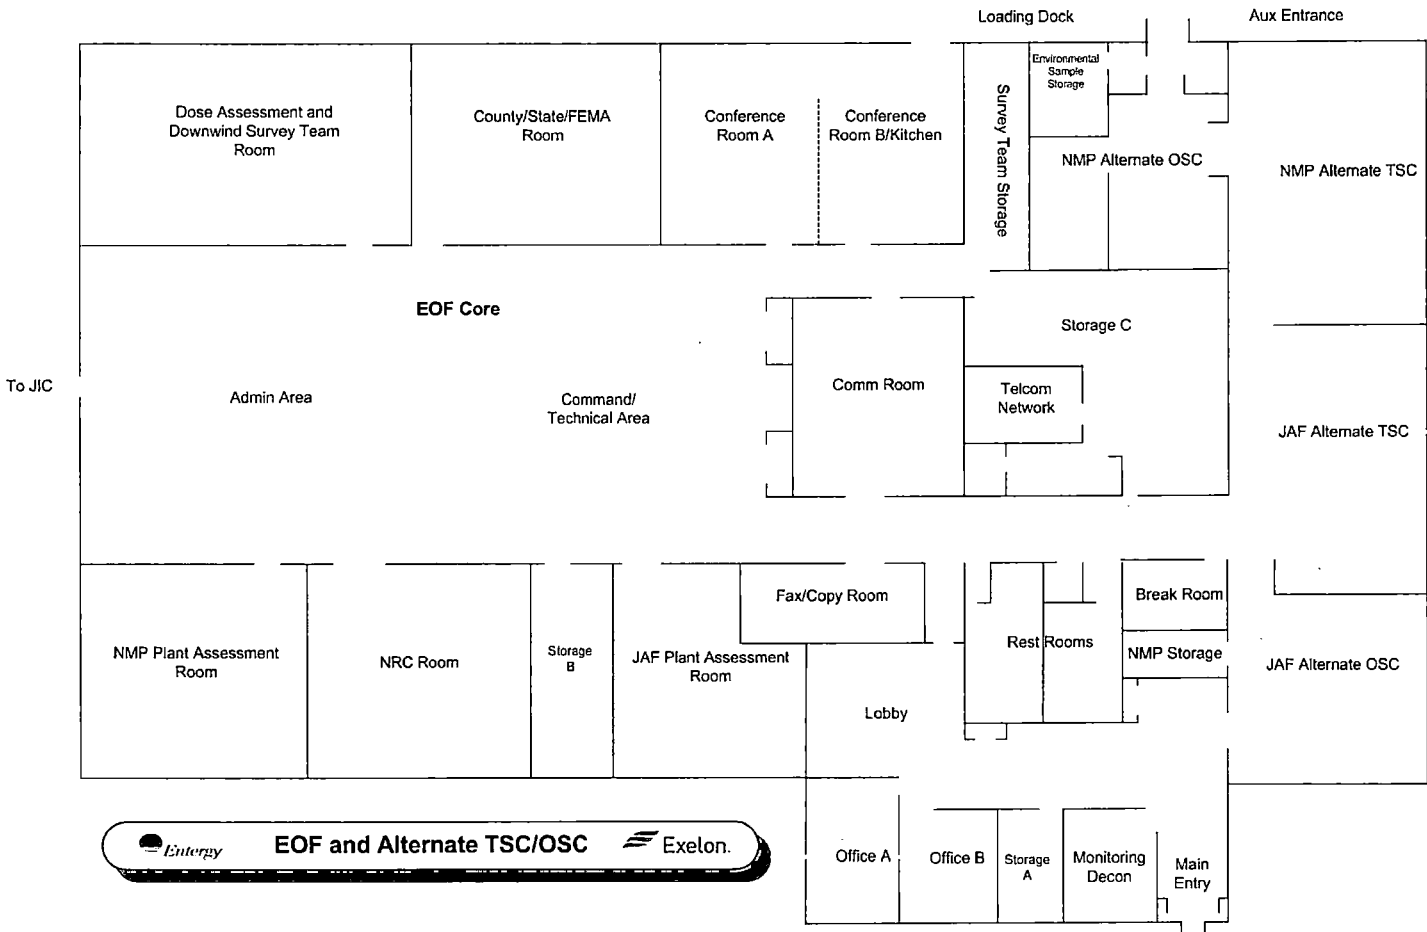 Loading Dock
Aux Entrance
Environmental
Sample
Storage
Dose Assessment and
Downwind Survey Team
Room
County/State/FEMA
Room
Conference
Room A
Conference
Room B/Kitchen
Survey Team Storage
NMP Alternate OSC
NMP Alternate TSC
EOF Core
Storage C
To JIC
Admin Area
Command/
Technical Area
Comm Room
Telcom
Network
JAF Alternate TSC
Fax/Copy Room
Break Room
NMP Plant Assessment
Room
NRC Room
Storage
B
JAF Plant Assessment
Room
Rest Rooms
NMP Storage
JAF Alternate OSC
Lobby
Entergy
EOF and Alternate TSC/OSC
Exelon.
Office A
Office B
Storage
A
Monitoring
Decon
Main
Entry